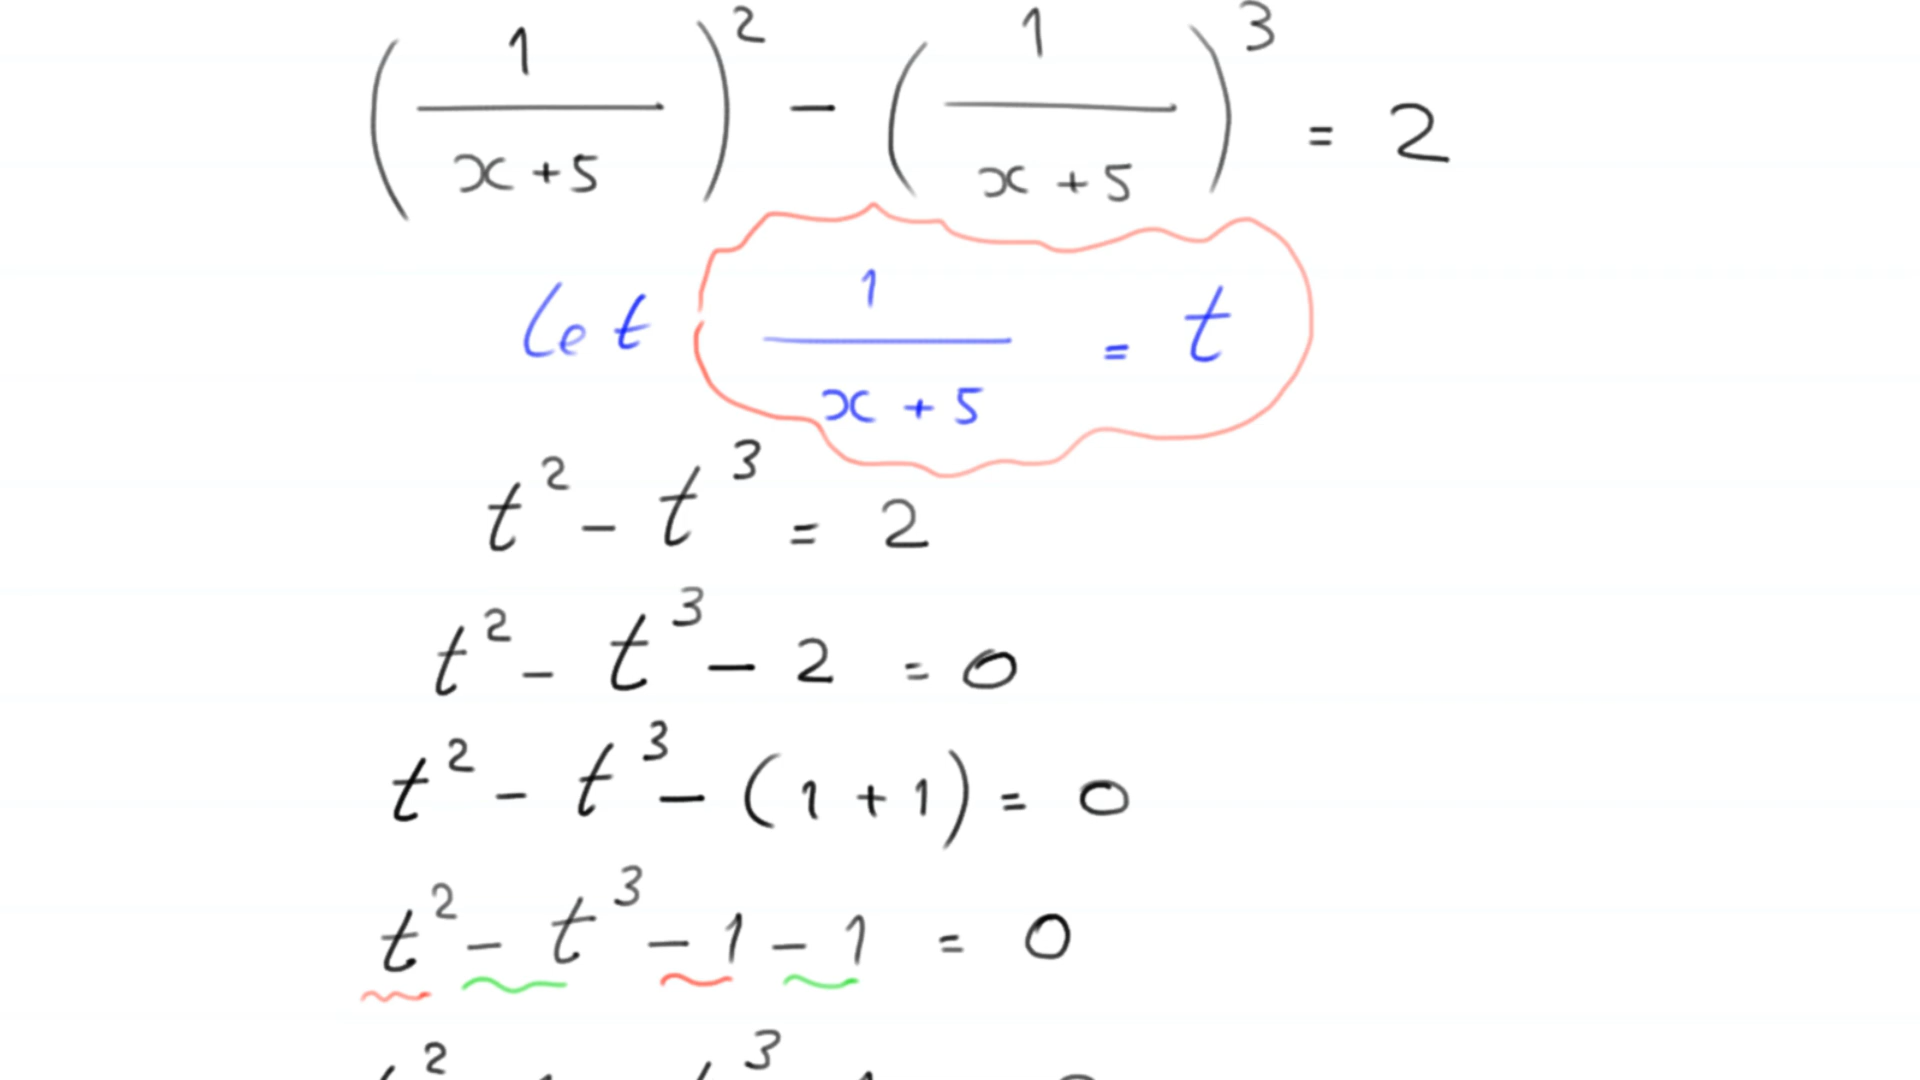 (1/(x+5))² - (1/(x+5))³ = 2
let 1/(x+5) = t
t² - t³ = 2
t² - t³ - 2 = 0
t² - t³ - (1+1) = 0
t² - t³ - 1 - 1 = 0